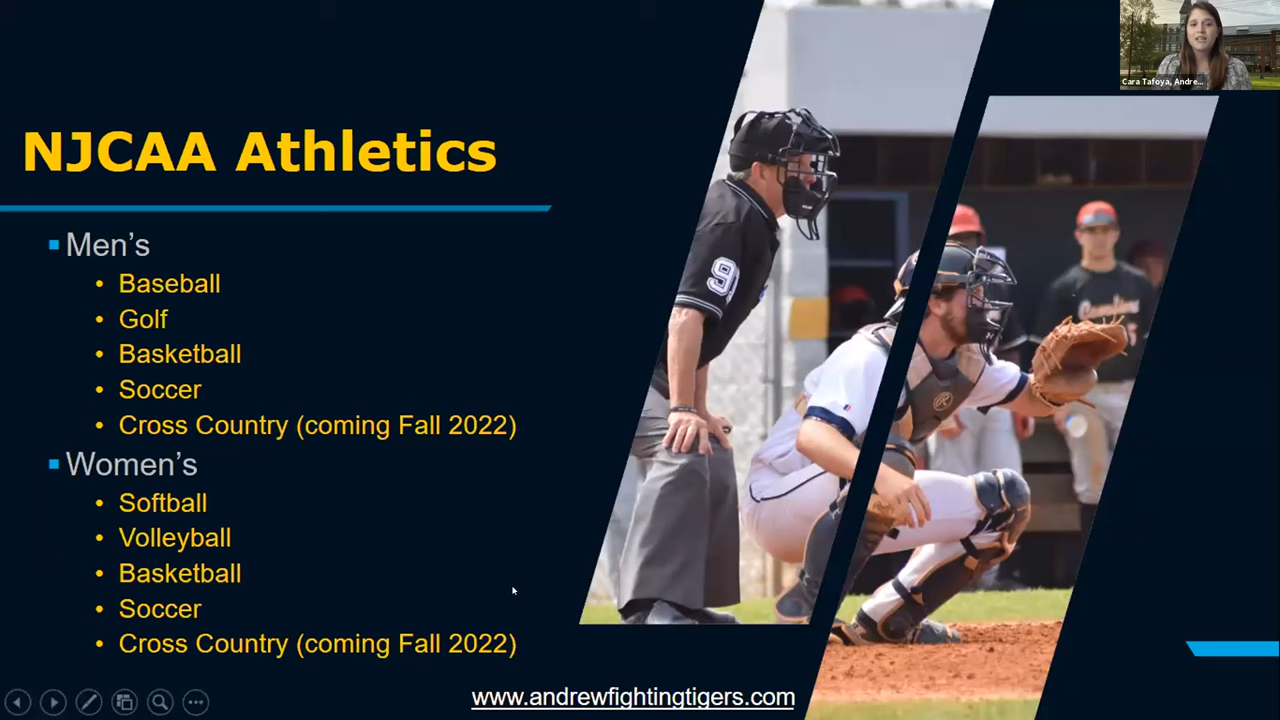 Cara Tafoya, Andre...
NJCAA Athletics
Men's
Baseball
Golf
Basketball
Soccer
Cross Country (coming Fall 2022)
Women's
Softball
Volleyball
Basketball
Soccer
Cross Country (coming Fall 2022)
www.andrewfightingtigers.com